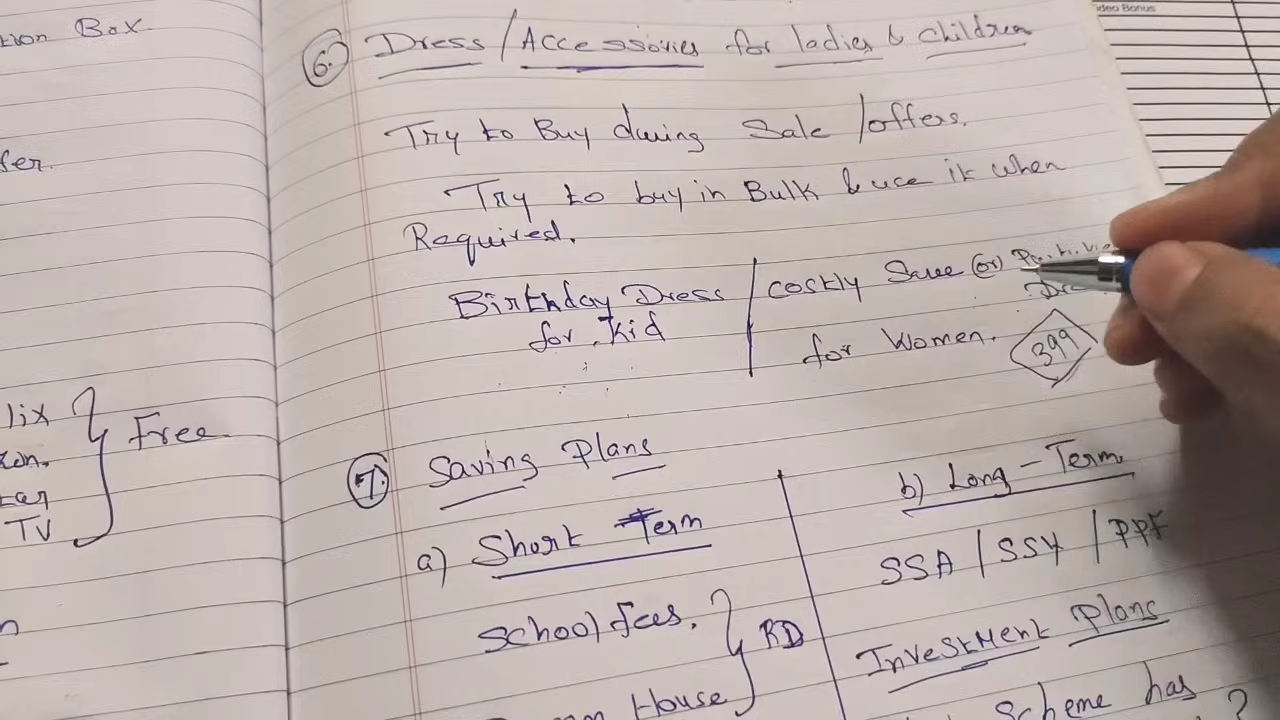 Box
fer.
lix
Free
TV
6. Dress / Accessories for ladies & children
Try to Buy during Sale / offers.
Try to buy in Bulk & use it when
Required.
Birthday Dress / costly Saree (or)
for Kid
for Women.
399
7. Saving Plans
a) Short Term
School fees.
RD
House
b) Long-Term
SSA / SSY / PPF
Investment Plans
Scheme has
?
ideo Bonus